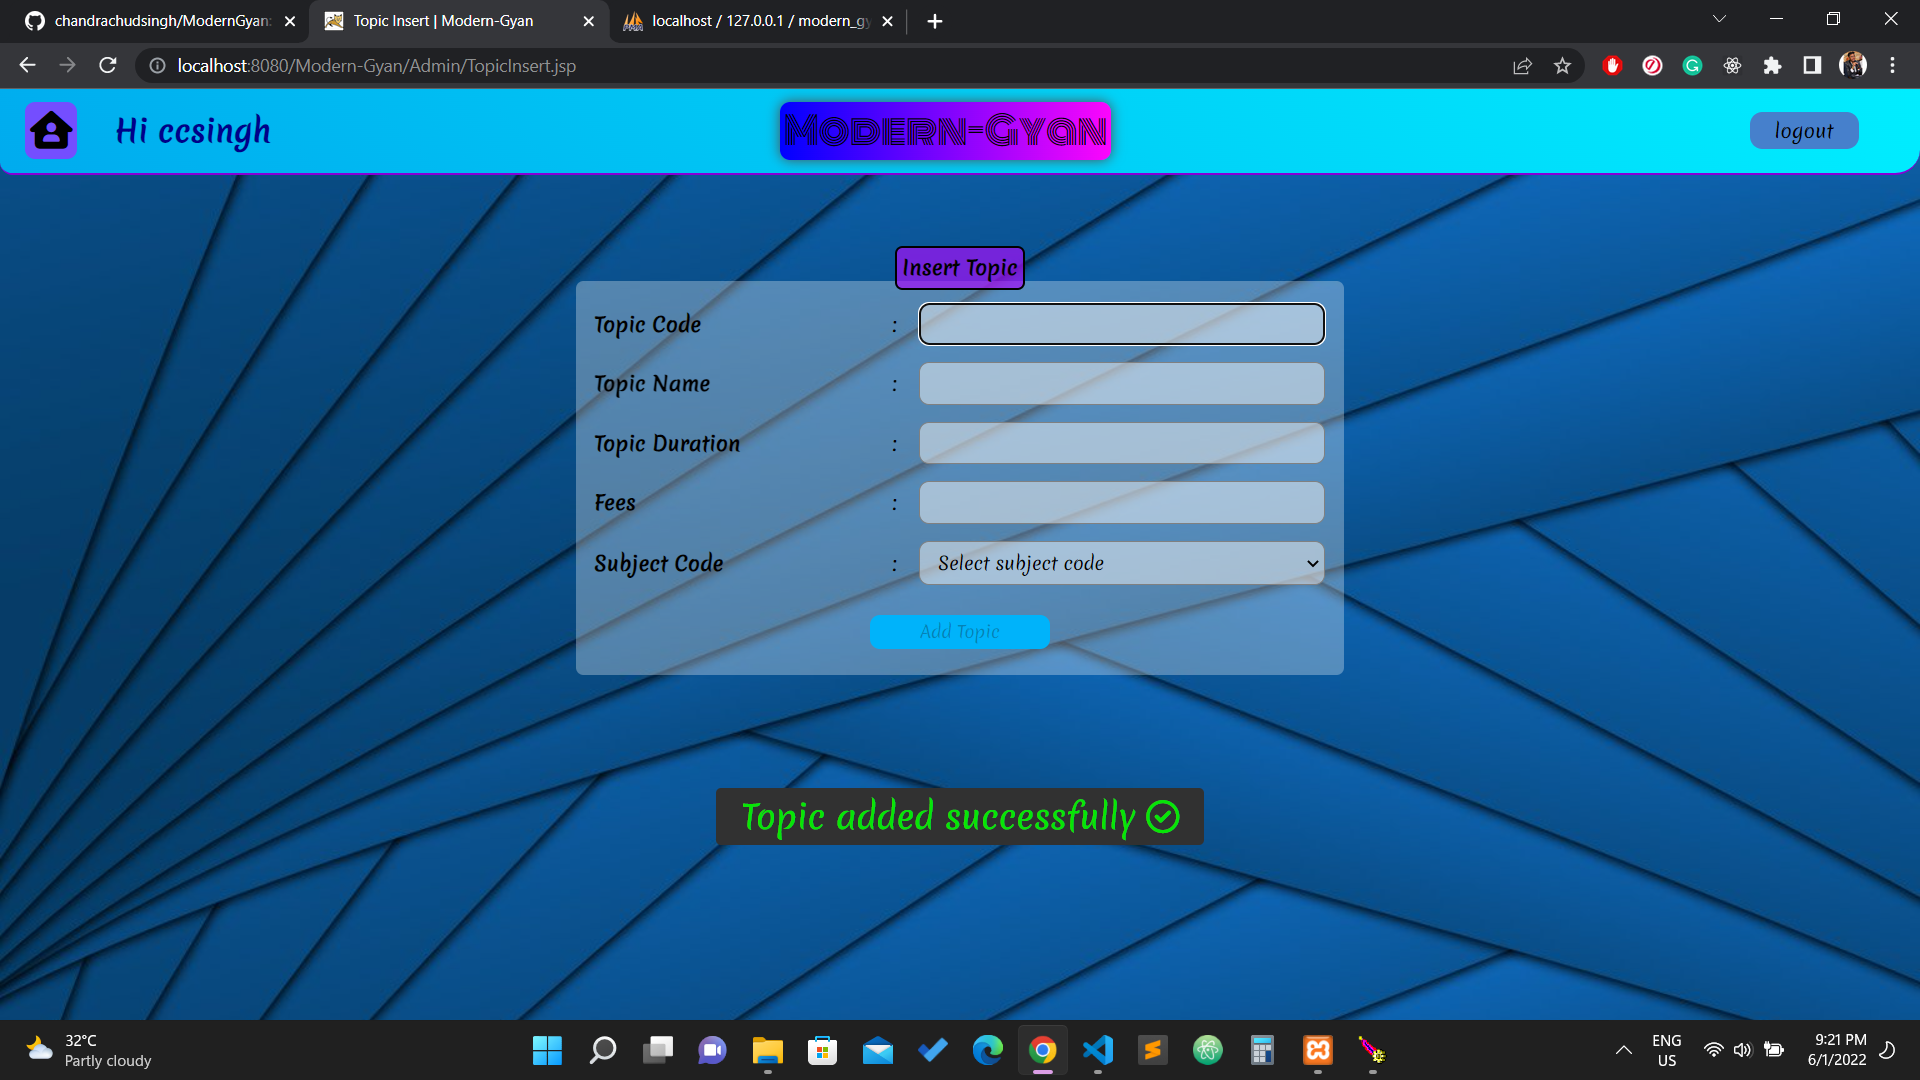 chandrachudsingh/ModernGyan:
Topic Insert | Modern-Gyan
localhost / 127.0.0.1 / modern_gy
localhost:8080/Modern-Gyan/Admin/TopicInsert.jsp
Hi ccsingh
Modern-Gyan
logout
Insert Topic
Topic Code :
Topic Name :
Topic Duration :
Fees :
Subject Code : Select subject code
Add Topic
Topic added successfully
32°C
Partly cloudy
ENG
US
9:21 PM
6/1/2022